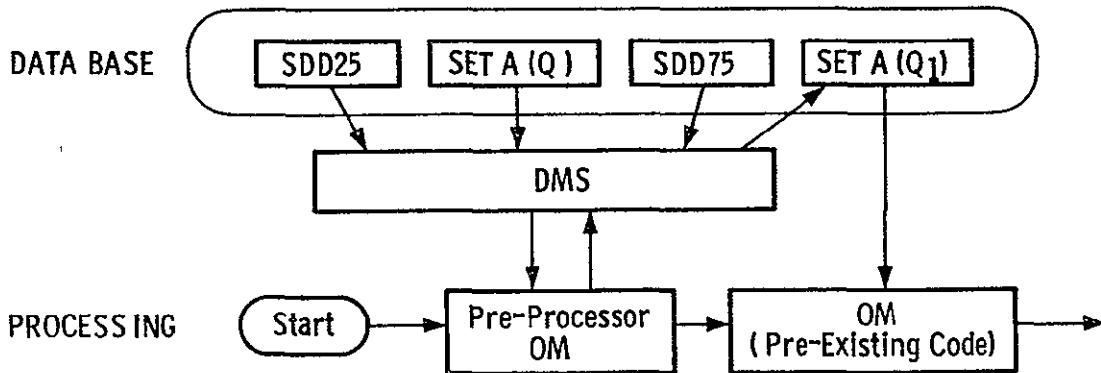 DATA BASE
SDD25
SET A (Q)
SDD75
SET A (Q1)
DMS
PROCESSING
Start
Pre-Processor
OM
OM
(Pre-Existing Code)